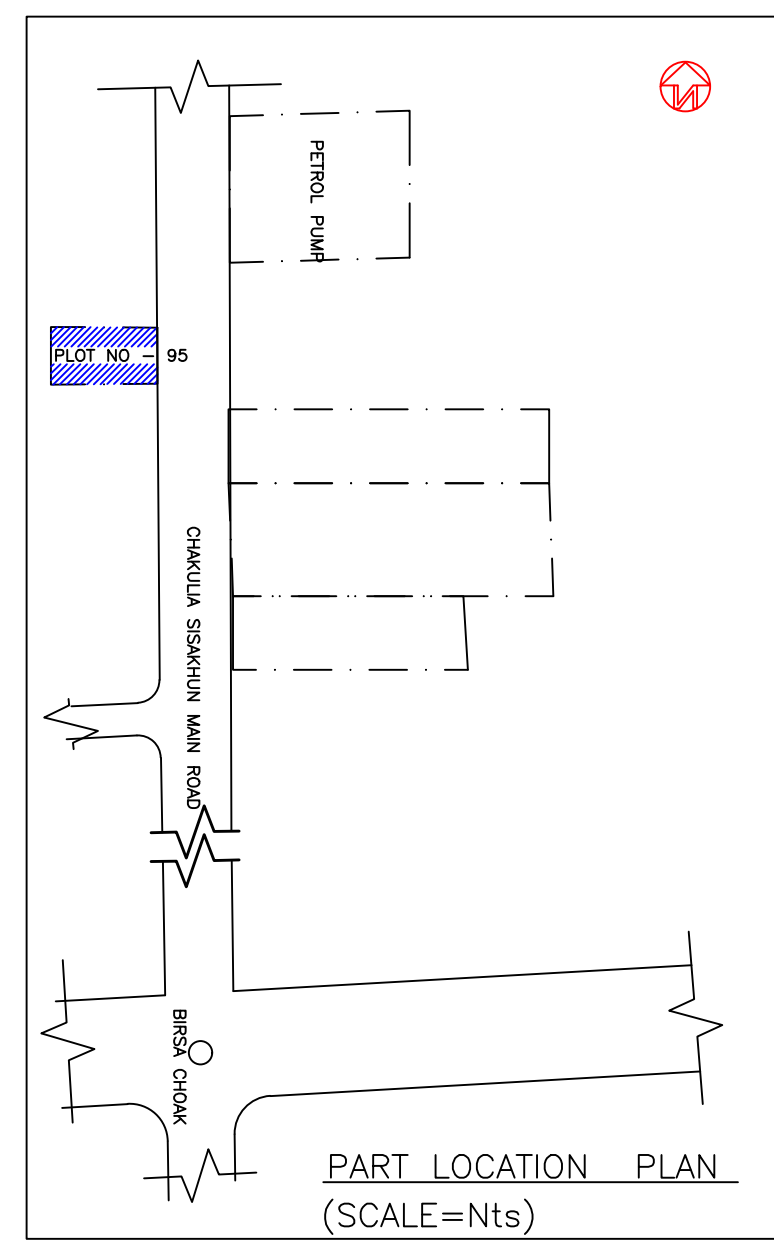 N
PETROL PUMP
PLOT NO - 95
CHAKULIA SISAKHUN MAIN ROAD
BIRSA CHOAK
PART LOCATION PLAN
(SCALE=Nts)